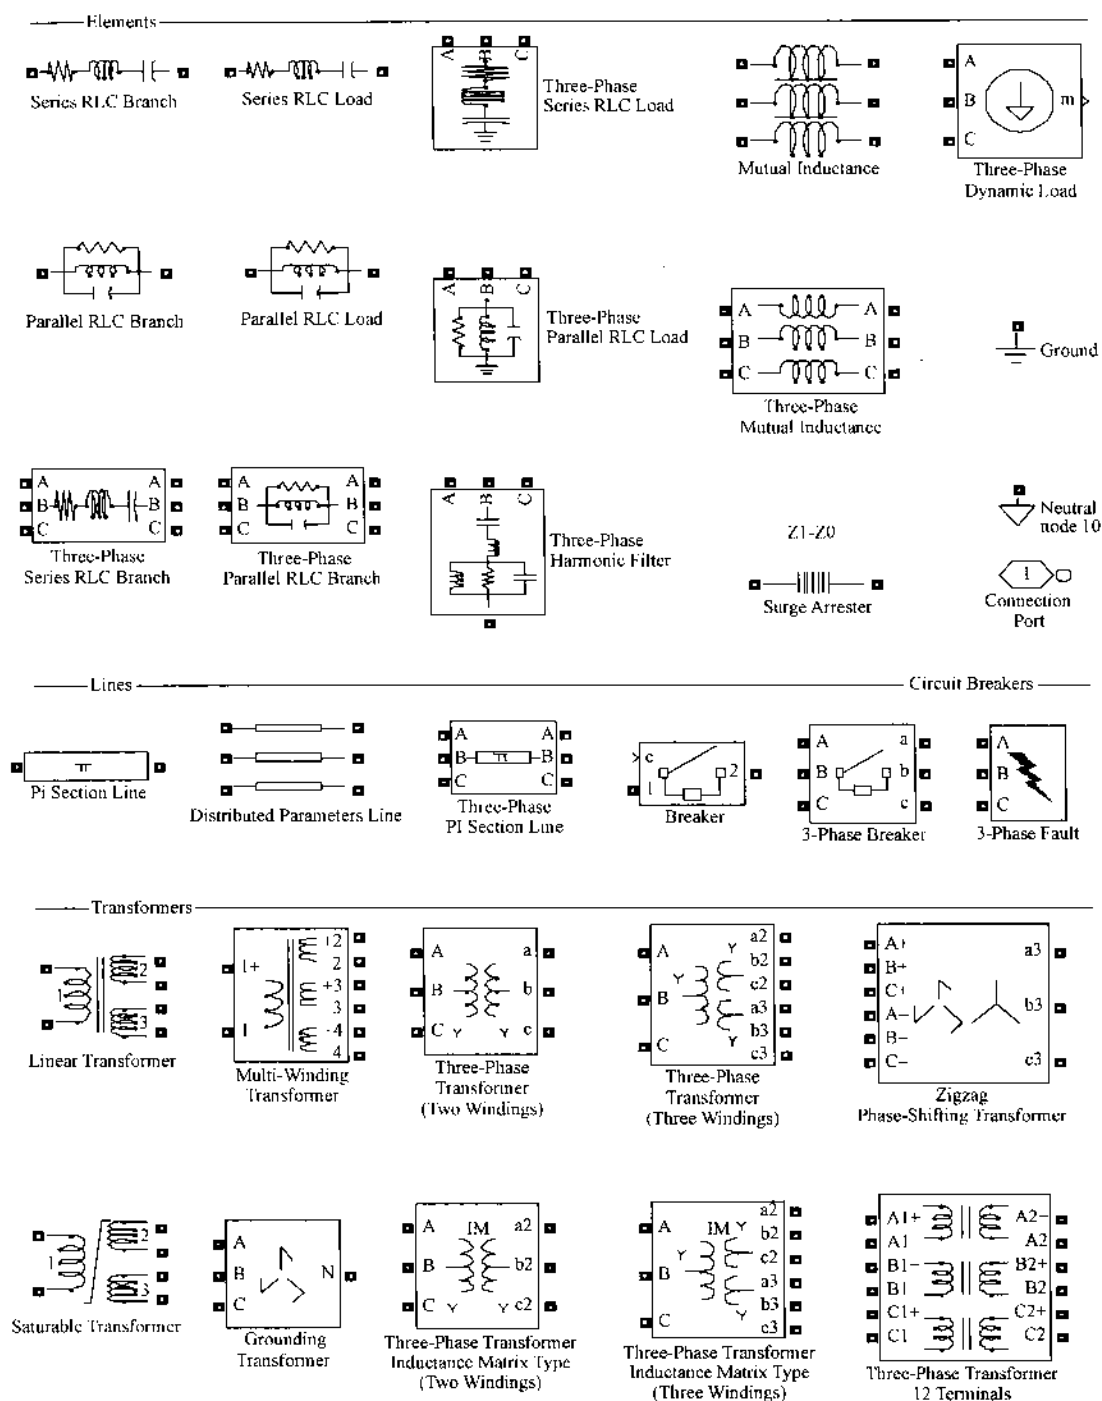 Elements
A B C
Series RLC Branch
Series RLC Load
Three-Phase
Series RLC Load
Mutual Inductance
A
B
C
m
Three-Phase
Dynamic Load
Parallel RLC Branch
Parallel RLC Load
A B C
Three-Phase
Parallel RLC Load
A A
B B
C C
Three-Phase
Mutual Inductance
Ground
A A
B B
C C
Three-Phase
Series RLC Branch
A A
B B
C C
Three-Phase
Parallel RLC Branch
A B C
Three-Phase
Harmonic Filter
Z1-Z0
Surge Arrester
Neutral
node 10
1
Connection
Port
Lines
Circuit Breakers
π
Pi Section Line
Distributed Parameters Line
A A
B π B
C C
Three-Phase
PI Section Line
c
1 2
Breaker
A a
B b
C c
3-Phase Breaker
A
B
C
3-Phase Fault
Transformers
1 2
3
Linear Transformer
1+ +2
2
+3
3
1 -4
4
Multi-Winding
Transformer
A a
B b
C Y Y c
Three-Phase
Transformer
(Two Windings)
A Y a2
b2
Y c2
B a3
b3
C Y c3
Three-Phase
Transformer
(Three Windings)
A+ a3
B+
C+
A− b3
B−
C− c3
Zigzag
Phase-Shifting Transformer
1 2
3
Saturable Transformer
A
B N
C
Grounding
Transformer
A IM a2
B b2
C Y Y c2
Three-Phase Transformer
Inductance Matrix Type
(Two Windings)
A IM Y a2
b2
Y c2
B a3
Y b3
C c3
Three-Phase Transformer
Inductance Matrix Type
(Three Windings)
A1+ A2−
A1 A2
B1− B2+
B1 B2
C1+ C2+
C1 C2
Three-Phase Transformer
12 Terminals